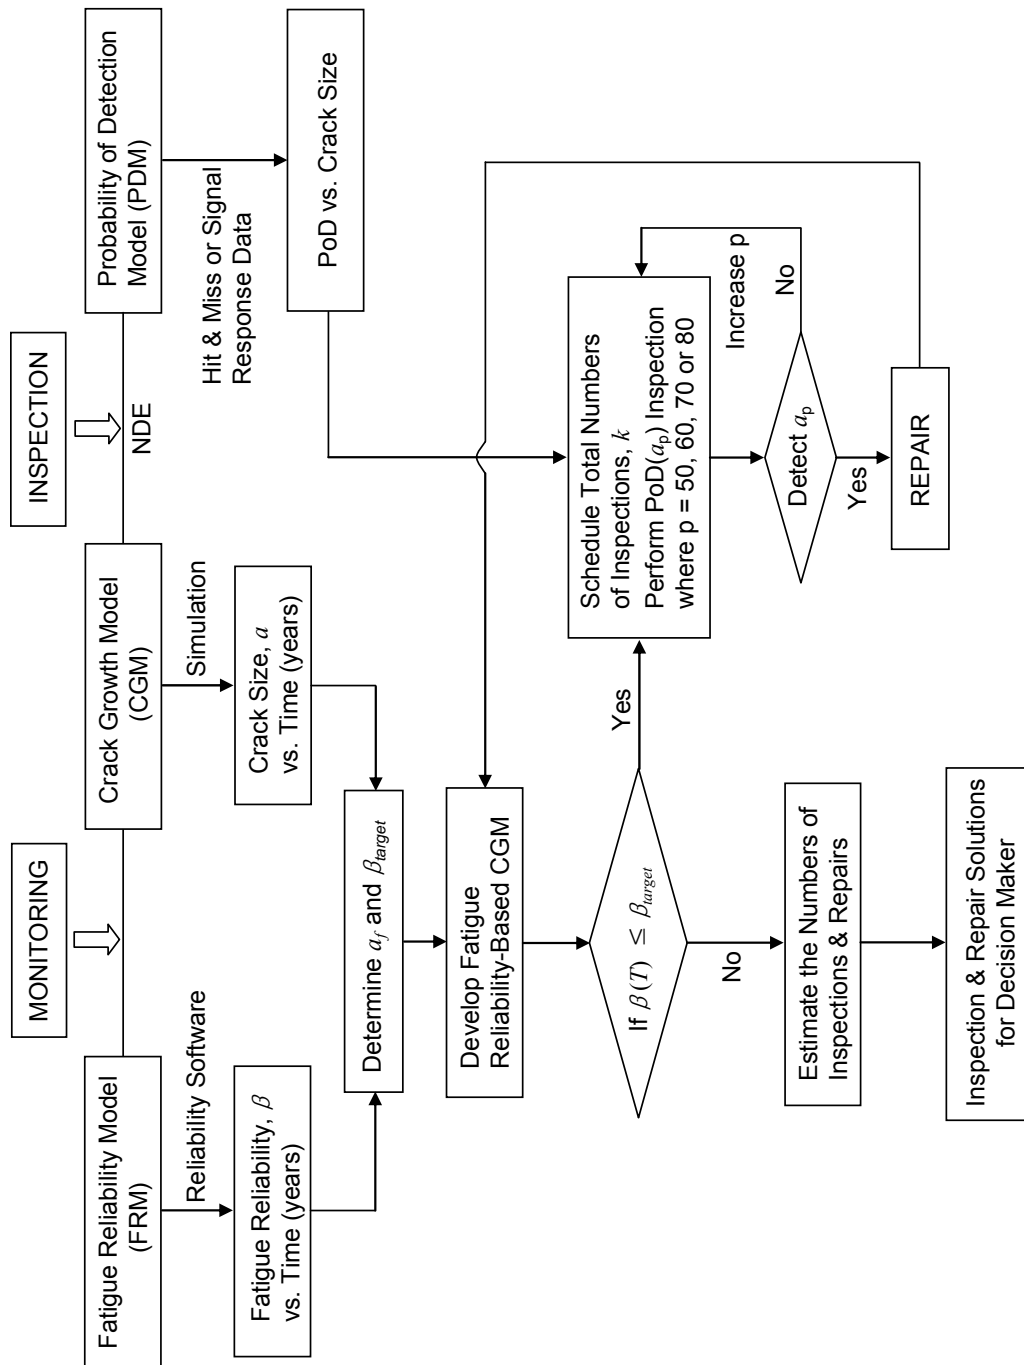 MONITORING
INSPECTION
Fatigue Reliability Model
(FRM)
Crack Growth Model
(CGM)
NDE
Probability of Detection
Model (PDM)
Reliability Software
Simulation
Hit & Miss or Signal
Response Data
Fatigue Reliability, β
vs. Time (years)
Crack Size, a
vs. Time (years)
PoD vs. Crack Size
Determine a_f and β_target
Develop Fatigue
Reliability-Based CGM
If β (T) ≤ β_target
Yes
No
Schedule Total Numbers
of Inspections, k
Perform PoD(a_p) Inspection
where p = 50, 60, 70 or 80
Increase p
No
Detect a_p
Yes
REPAIR
Estimate the Numbers of
Inspections & Repairs
Inspection & Repair Solutions
for Decision Maker